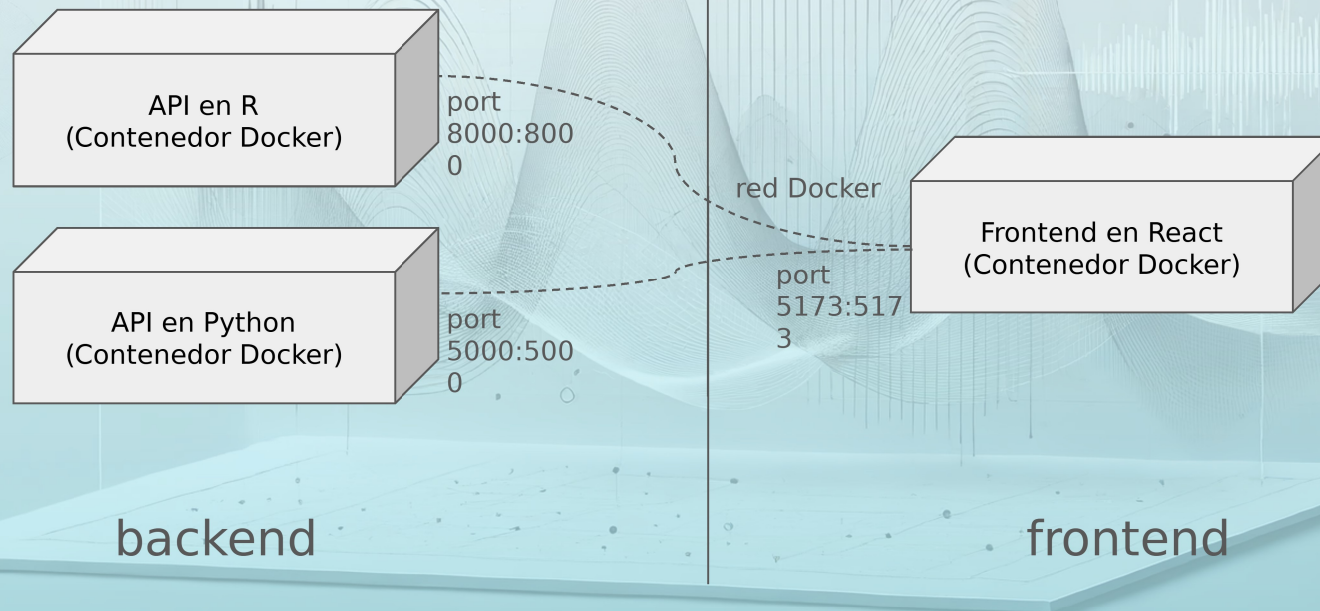 API en R
(Contenedor Docker)
port
8000:800
0
red Docker
Frontend en React
(Contenedor Docker)
port
5173:517
3
API en Python
(Contenedor Docker)
port
5000:500
0
backend
frontend